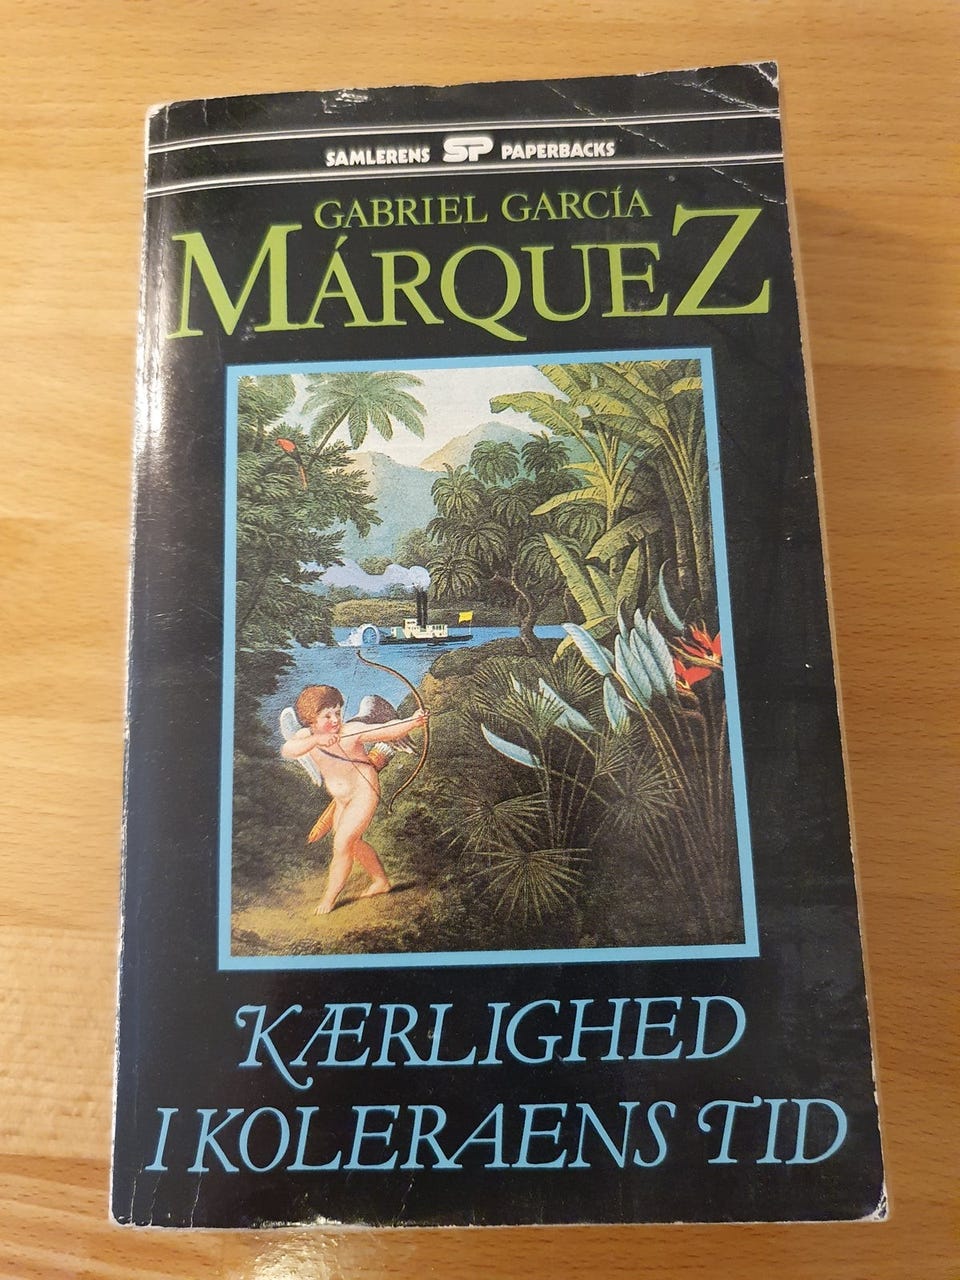 SAMLERENS SP PAPERBACKS
GABRIEL GARCÍA
MÁRQUEZ
KÆRLIGHED
I KOLERAENS TID